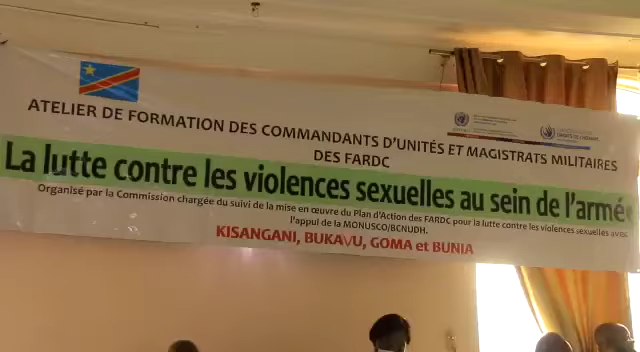 ATELIER DE FORMATION DES COMMANDANTS D'UNITÉS ET MAGISTRATS MILITAIRES
DES FARDC
La lutte contre les violences sexuelles au sein de l'armée
Organisé par la Commission chargée du suivi de la mise en œuvre du Plan d'Action des FARDC pour la lutte contre les violences sexuelles avec
l'appui de la MONUSCO/BCNUDH.
KISANGANI, BUKAVU, GOMA et BUNIA